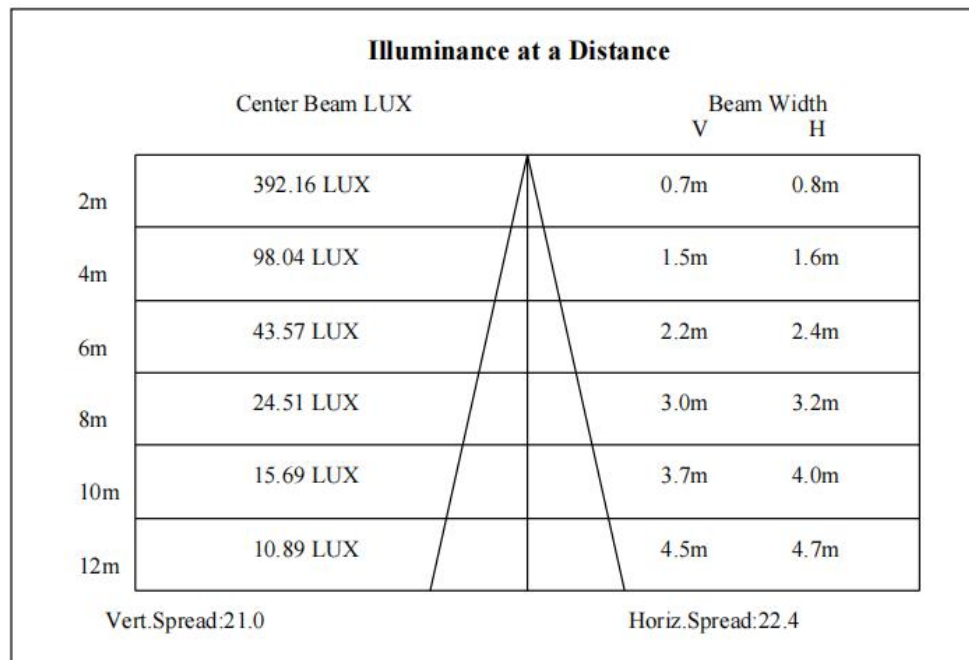 Illuminance at a Distance
Center Beam LUX Beam Width
V H
2m 392.16 LUX 0.7m 0.8m
4m 98.04 LUX 1.5m 1.6m
6m 43.57 LUX 2.2m 2.4m
8m 24.51 LUX 3.0m 3.2m
10m 15.69 LUX 3.7m 4.0m
12m 10.89 LUX 4.5m 4.7m
Vert.Spread:21.0 Horiz.Spread:22.4